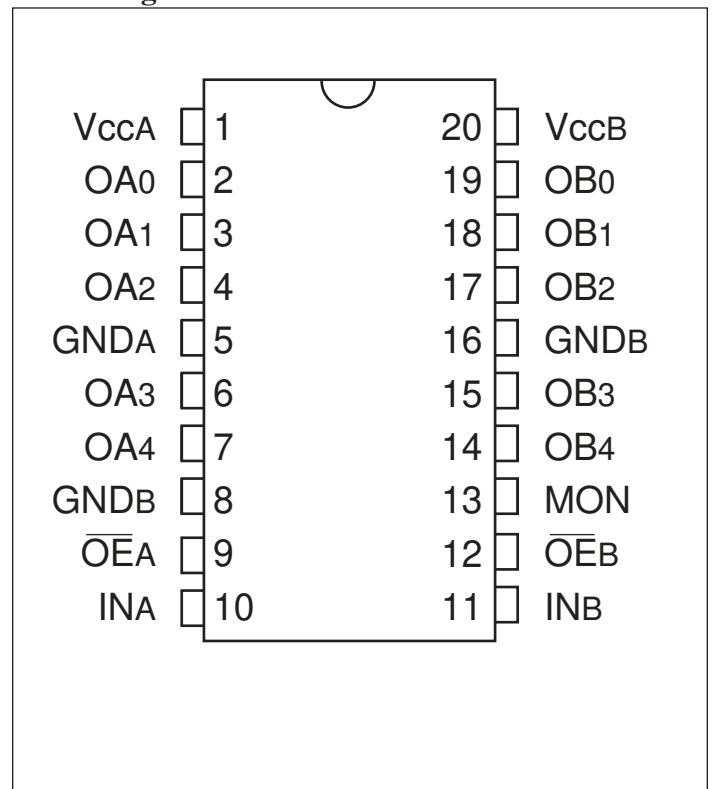 VccA 1 20 VccB
OA0 2 19 OB0
OA1 3 18 OB1
OA2 4 17 OB2
GNDA 5 16 GNDB
OA3 6 15 OB3
OA4 7 14 OB4
GNDB 8 13 MON
O̅E̅A 9 12 O̅E̅B
INA 10 11 INB